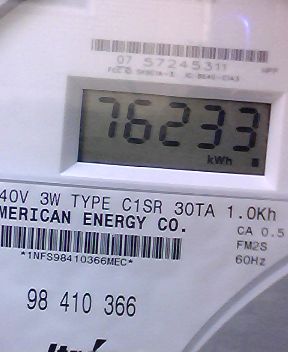 07 57245311
76233
kWh
40V 3W TYPE C1SR 30TA 1.0Kh
MERICAN ENERGY CO.
CA 0.5
FM2S
60Hz
*1NFS98410366MEC*
98 410 366